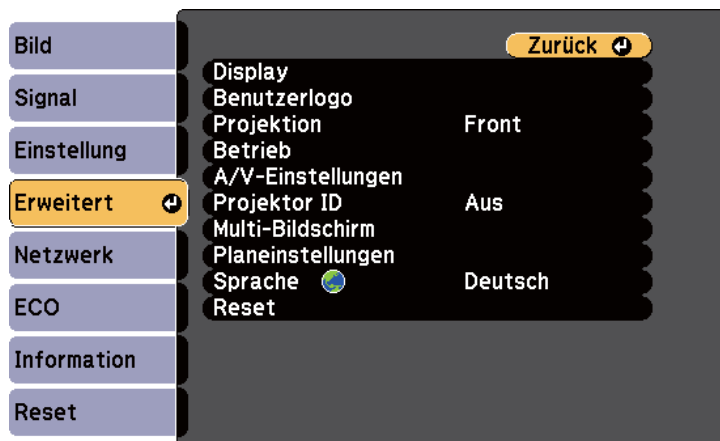 Bild
Signal
Einstellung
Erweitert
Netzwerk
ECO
Information
Reset
Zurück
Display
Benutzerlogo
Projektion Front
Betrieb
A/V-Einstellungen
Projektor ID Aus
Multi-Bildschirm
Planeinstellungen
Sprache Deutsch
Reset